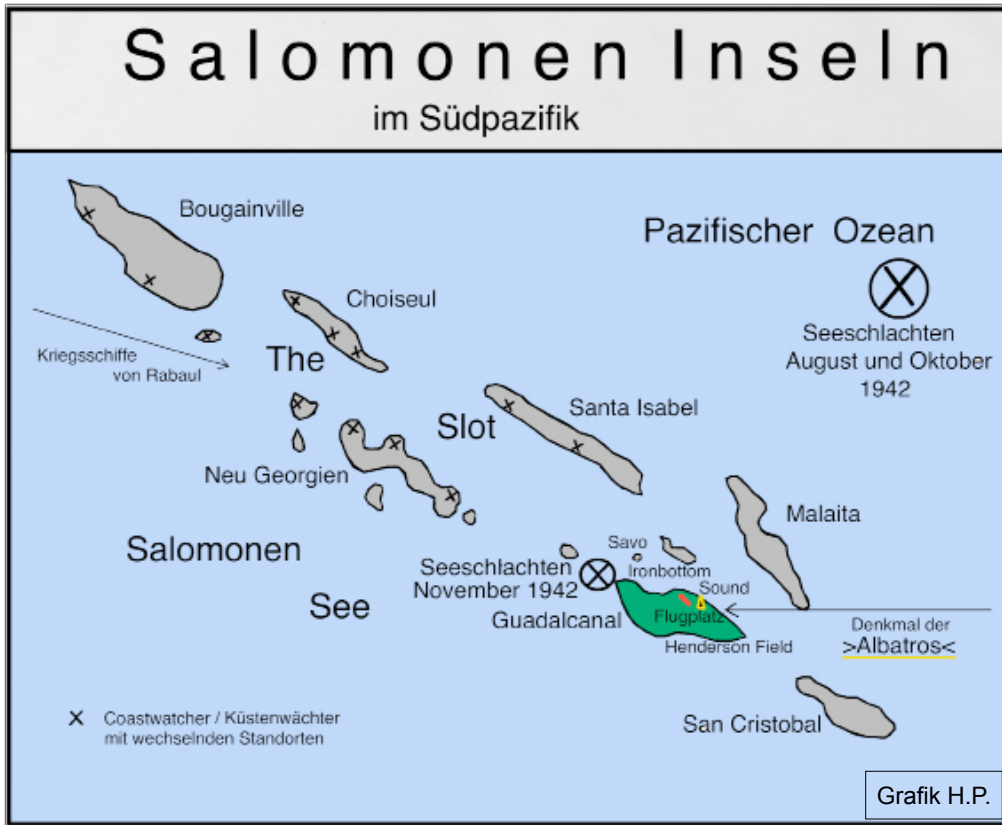 Salomonen Inseln
im Südpazifik
Bougainville
Pazifischer Ozean
Choiseul
Seeschlachten
August und Oktober
1942
Kriegsschiffe
von Rabaul
The
Slot
Santa Isabel
Neu Georgien
Malaita
Salomonen
See
Savo
Ironbottom
Sound
Seeschlachten
November 1942
Guadalcanal
Flugplatz
Henderson Field
Denkmal der
>Albatros<
San Cristobal
X Coastwatcher / Küstenwächter
mit wechselnden Standorten
Grafik H.P.